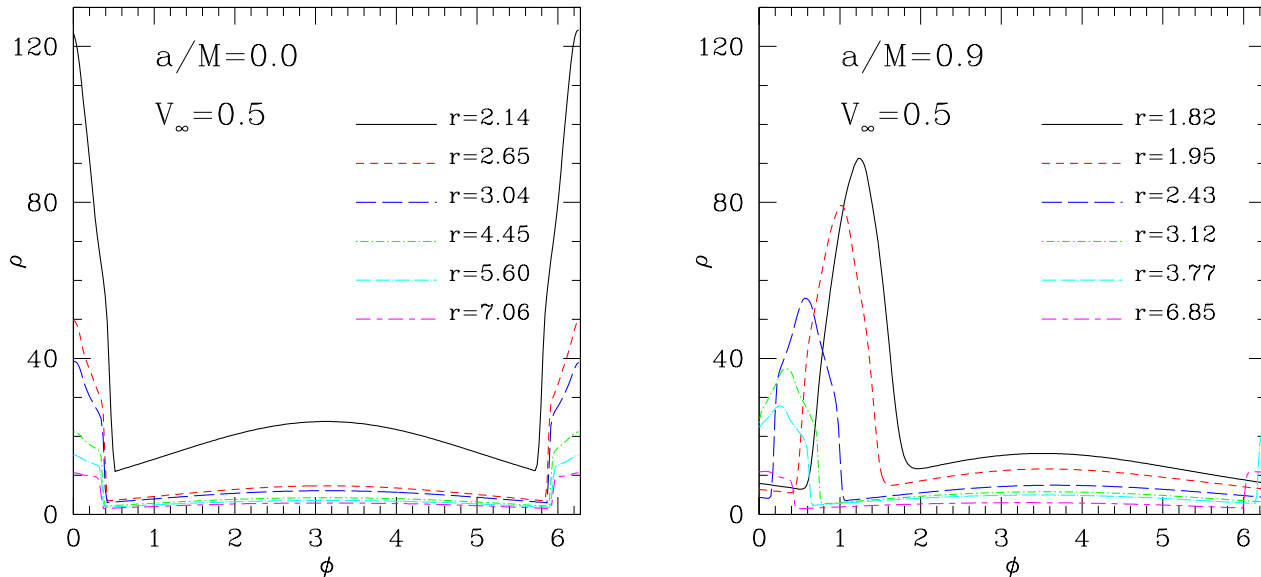 a/M=0.0
V∞=0.5
r=2.14
r=2.65
r=3.04
r=4.45
r=5.60
r=7.06
120
80
40
0
ρ
0 1 2 3 4 5 6
ϕ
a/M=0.9
V∞=0.5
r=1.82
r=1.95
r=2.43
r=3.12
r=3.77
r=6.85
120
80
40
0
ρ
0 1 2 3 4 5 6
ϕ